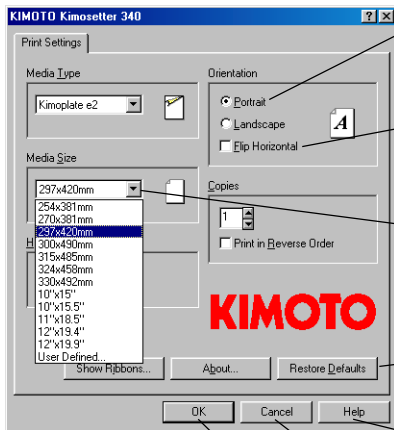 KIMOTO Kimosetter 340
Print Settings
Media Type
Kimoplate e2
Orientation
Portrait
Landscape
Flip Horizontal
A
Media Size
297x420mm
254x381mm
270x381mm
297x420mm
300x490mm
315x485mm
324x458mm
330x492mm
10"x15"
10"x15.5"
11"x18.5"
12"x19.4"
12"x19.9"
User Defined...
H
Copies
1
Print in Reverse Order
KIMOTO
Show Ribbons...
About...
Restore Defaults
OK
Cancel
Help